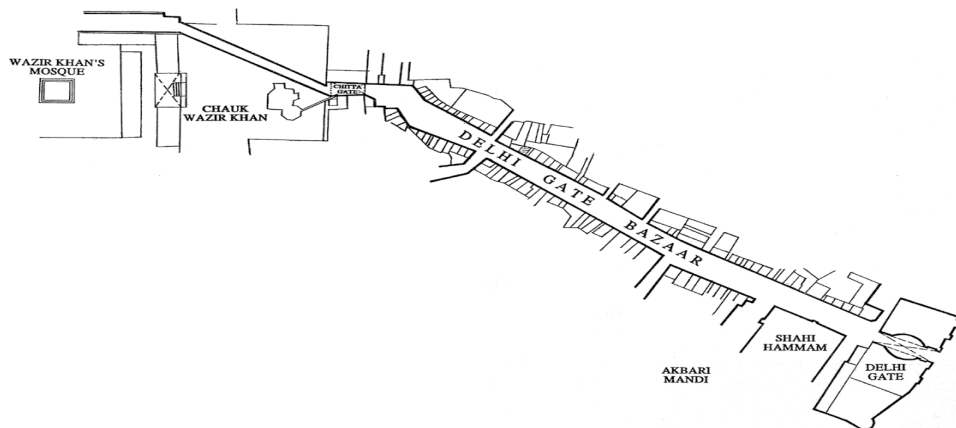 WAZIR KHAN'S
MOSQUE
CHAUK
WAZIR KHAN
CHITTA
GATE
DELHI GATE BAZAAR
AKBARI
MANDI
SHAHI
HAMMAM
DELHI
GATE